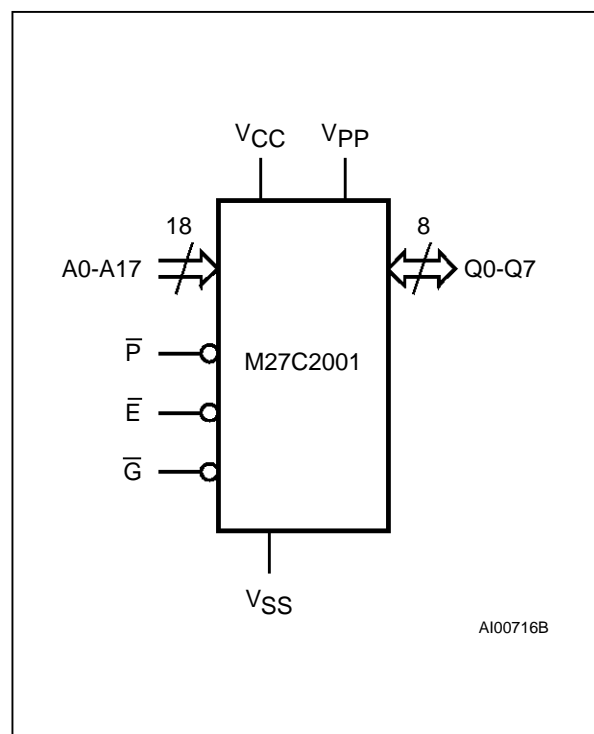 VCC VPP
18 8
A0-A17 Q0-Q7
P̅
M27C2001
E̅
G̅
VSS
AI00716B